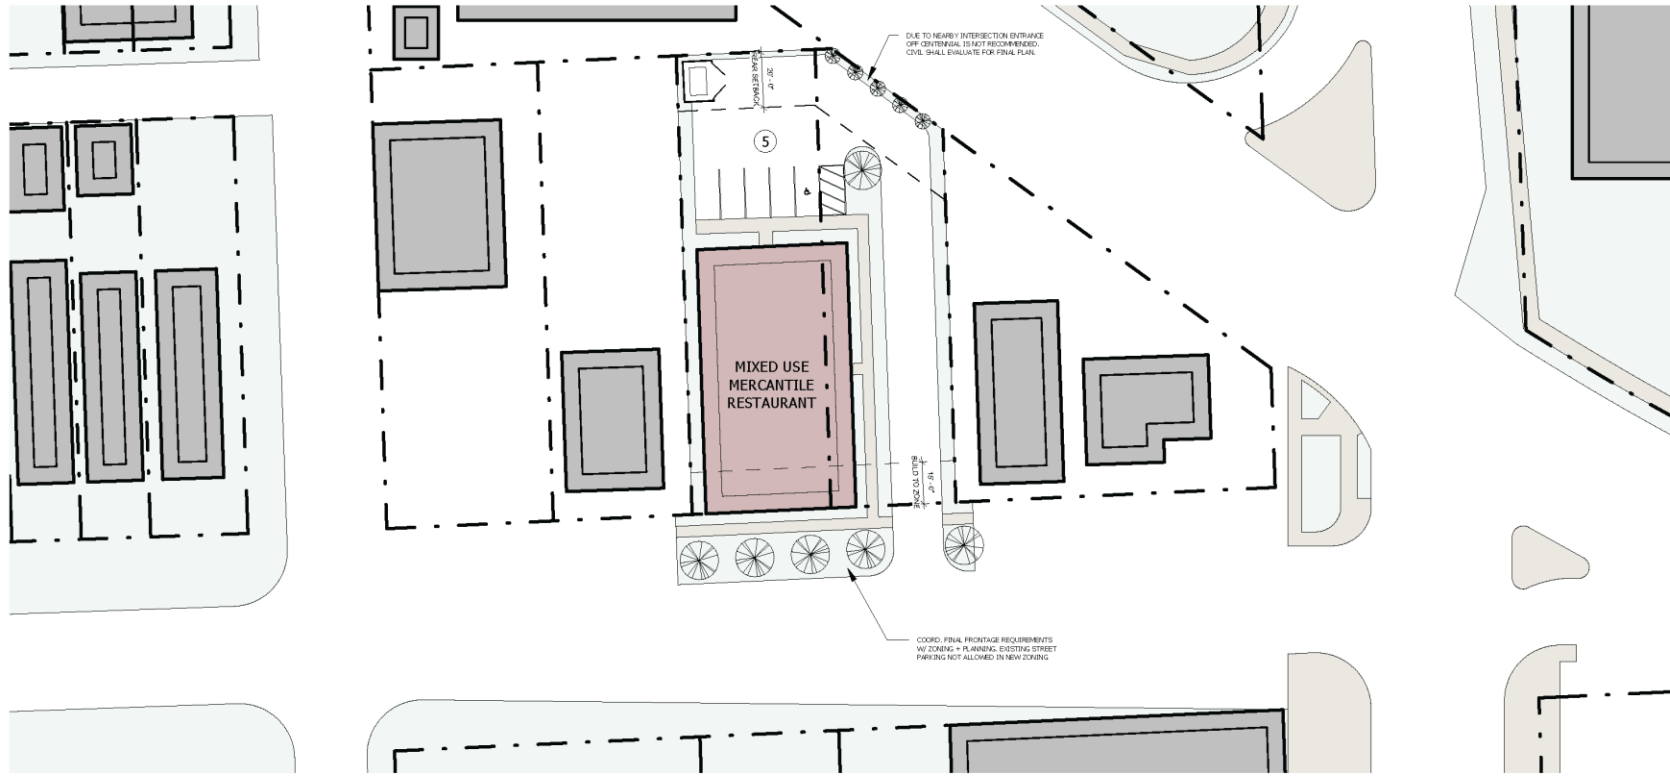 DUE TO NEARBY INTERSECTION ENTRANCE
OFF CENTENNIAL IS NOT RECOMMENDED.
CIVIL SHALL EVALUATE FOR FINAL PLAN.
20' - 0"
REAR SETBACK
5
MIXED USE
MERCANTILE
RESTAURANT
15' - 0"
BUILD TO ZONE
COORD. FINAL FRONTAGE REQUIREMENTS
W/ ZONING + PLANNING. EXISTING STREET
PARKING NOT ALLOWED IN NEW ZONING